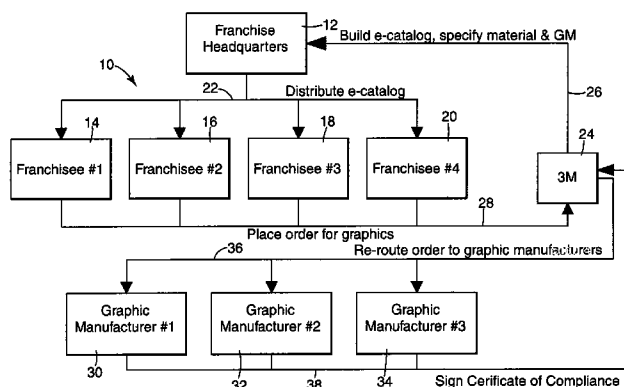 12
Franchise
Headquarters
Build e-catalog, specify material & GM
10
22
Distribute e-catalog
26
14
16
18
20
24
Franchisee #1
Franchisee #2
Franchisee #3
Franchisee #4
3M
28
Place order for graphics
36
Re-route order to graphic manufacturers
Graphic
Manufacturer #1
Graphic
Manufacturer #2
Graphic
Manufacturer #3
30
32
38
34
Sign Cerificate of Compliance